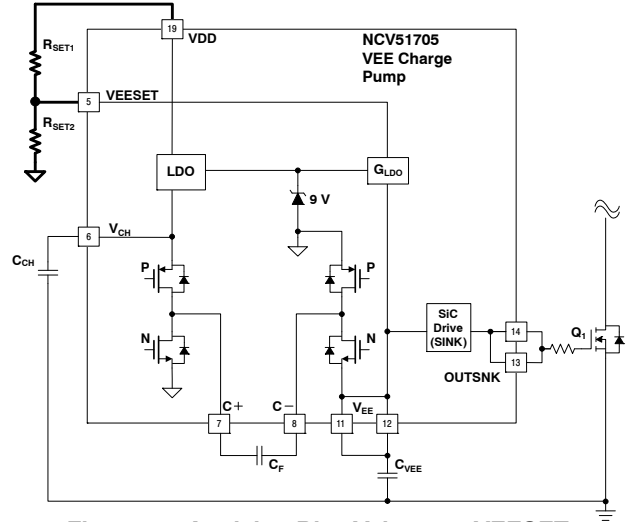 19
VDD
NCV51705
VEE Charge
Pump
RSET1
5
VEESET
RSET2
LDO
GLDO
9 V
6
VCH
CCH
P
P
N
N
SiC
Drive
(SINK)
14
13
OUTSNK
Q1
C+
C−
VEE
7
8
11
12
CF
CVEE